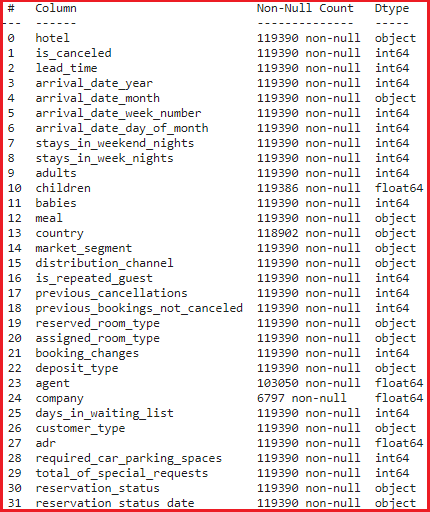 #   Column                          Non-Null Count   Dtype
---  ------                          --------------   -----
0   hotel                           119390 non-null  object
1   is_canceled                     119390 non-null  int64
2   lead_time                       119390 non-null  int64
3   arrival_date_year               119390 non-null  int64
4   arrival_date_month              119390 non-null  object
5   arrival_date_week_number        119390 non-null  int64
6   arrival_date_day_of_month       119390 non-null  int64
7   stays_in_weekend_nights         119390 non-null  int64
8   stays_in_week_nights            119390 non-null  int64
9   adults                          119390 non-null  int64
10  children                        119386 non-null  float64
11  babies                          119390 non-null  int64
12  meal                            119390 non-null  object
13  country                         118902 non-null  object
14  market_segment                  119390 non-null  object
15  distribution_channel            119390 non-null  object
16  is_repeated_guest               119390 non-null  int64
17  previous_cancellations          119390 non-null  int64
18  previous_bookings_not_canceled  119390 non-null  int64
19  reserved_room_type              119390 non-null  object
20  assigned_room_type              119390 non-null  object
21  booking_changes                 119390 non-null  int64
22  deposit_type                    119390 non-null  object
23  agent                           103050 non-null  float64
24  company                         6797 non-null    float64
25  days_in_waiting_list            119390 non-null  int64
26  customer_type                   119390 non-null  object
27  adr                             119390 non-null  float64
28  required_car_parking_spaces     119390 non-null  int64
29  total_of_special_requests       119390 non-null  int64
30  reservation_status              119390 non-null  object
31  reservation_status_date         119390 non-null  object